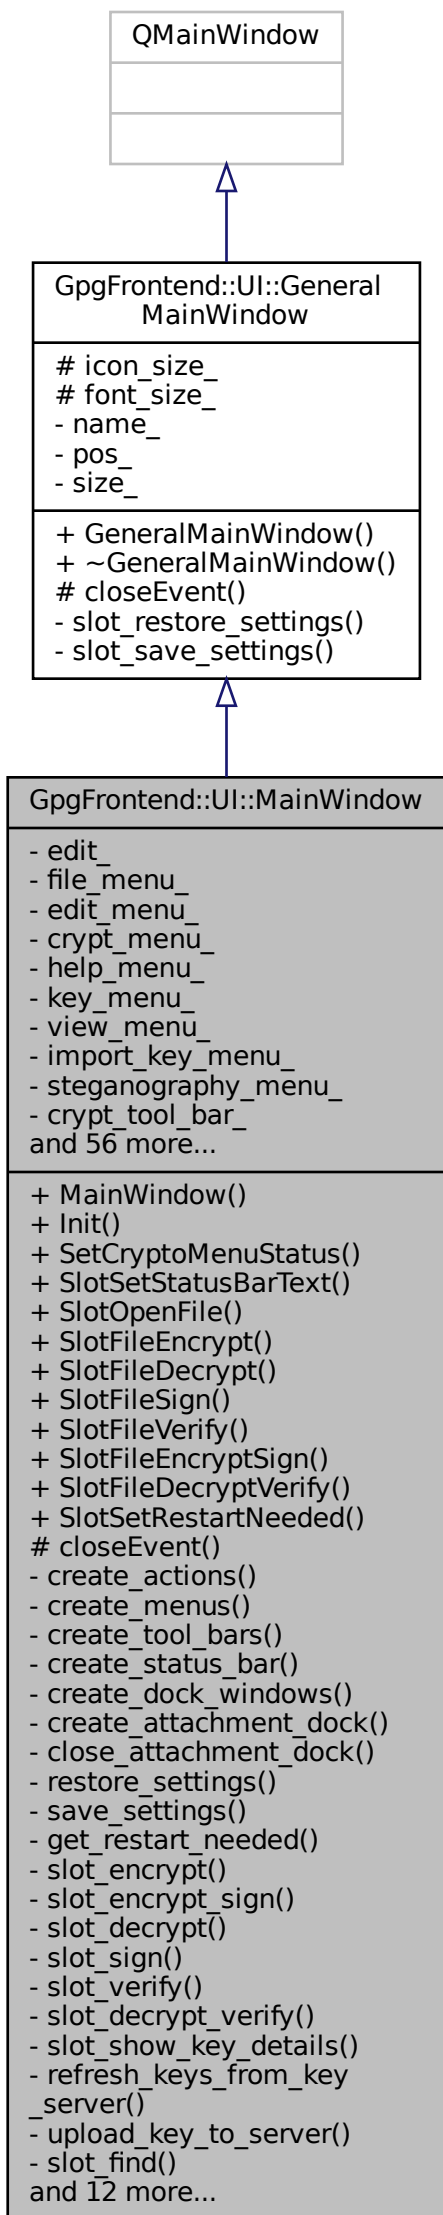 QMainWindow
GpgFrontend::UI::General
MainWindow
# icon_size_
# font_size_
- name_
- pos_
- size_
+ GeneralMainWindow()
+ ~GeneralMainWindow()
# closeEvent()
- slot_restore_settings()
- slot_save_settings()
GpgFrontend::UI::MainWindow
- edit_
- file_menu_
- edit_menu_
- crypt_menu_
- help_menu_
- key_menu_
- view_menu_
- import_key_menu_
- steganography_menu_
- crypt_tool_bar_
and 56 more...
+ MainWindow()
+ Init()
+ SetCryptoMenuStatus()
+ SlotSetStatusBarText()
+ SlotOpenFile()
+ SlotFileEncrypt()
+ SlotFileDecrypt()
+ SlotFileSign()
+ SlotFileVerify()
+ SlotFileEncryptSign()
+ SlotFileDecryptVerify()
+ SlotSetRestartNeeded()
# closeEvent()
- create_actions()
- create_menus()
- create_tool_bars()
- create_status_bar()
- create_dock_windows()
- create_attachment_dock()
- close_attachment_dock()
- restore_settings()
- save_settings()
- get_restart_needed()
- slot_encrypt()
- slot_encrypt_sign()
- slot_decrypt()
- slot_sign()
- slot_verify()
- slot_decrypt_verify()
- slot_show_key_details()
- refresh_keys_from_key
_server()
- upload_key_to_server()
- slot_find()
and 12 more...